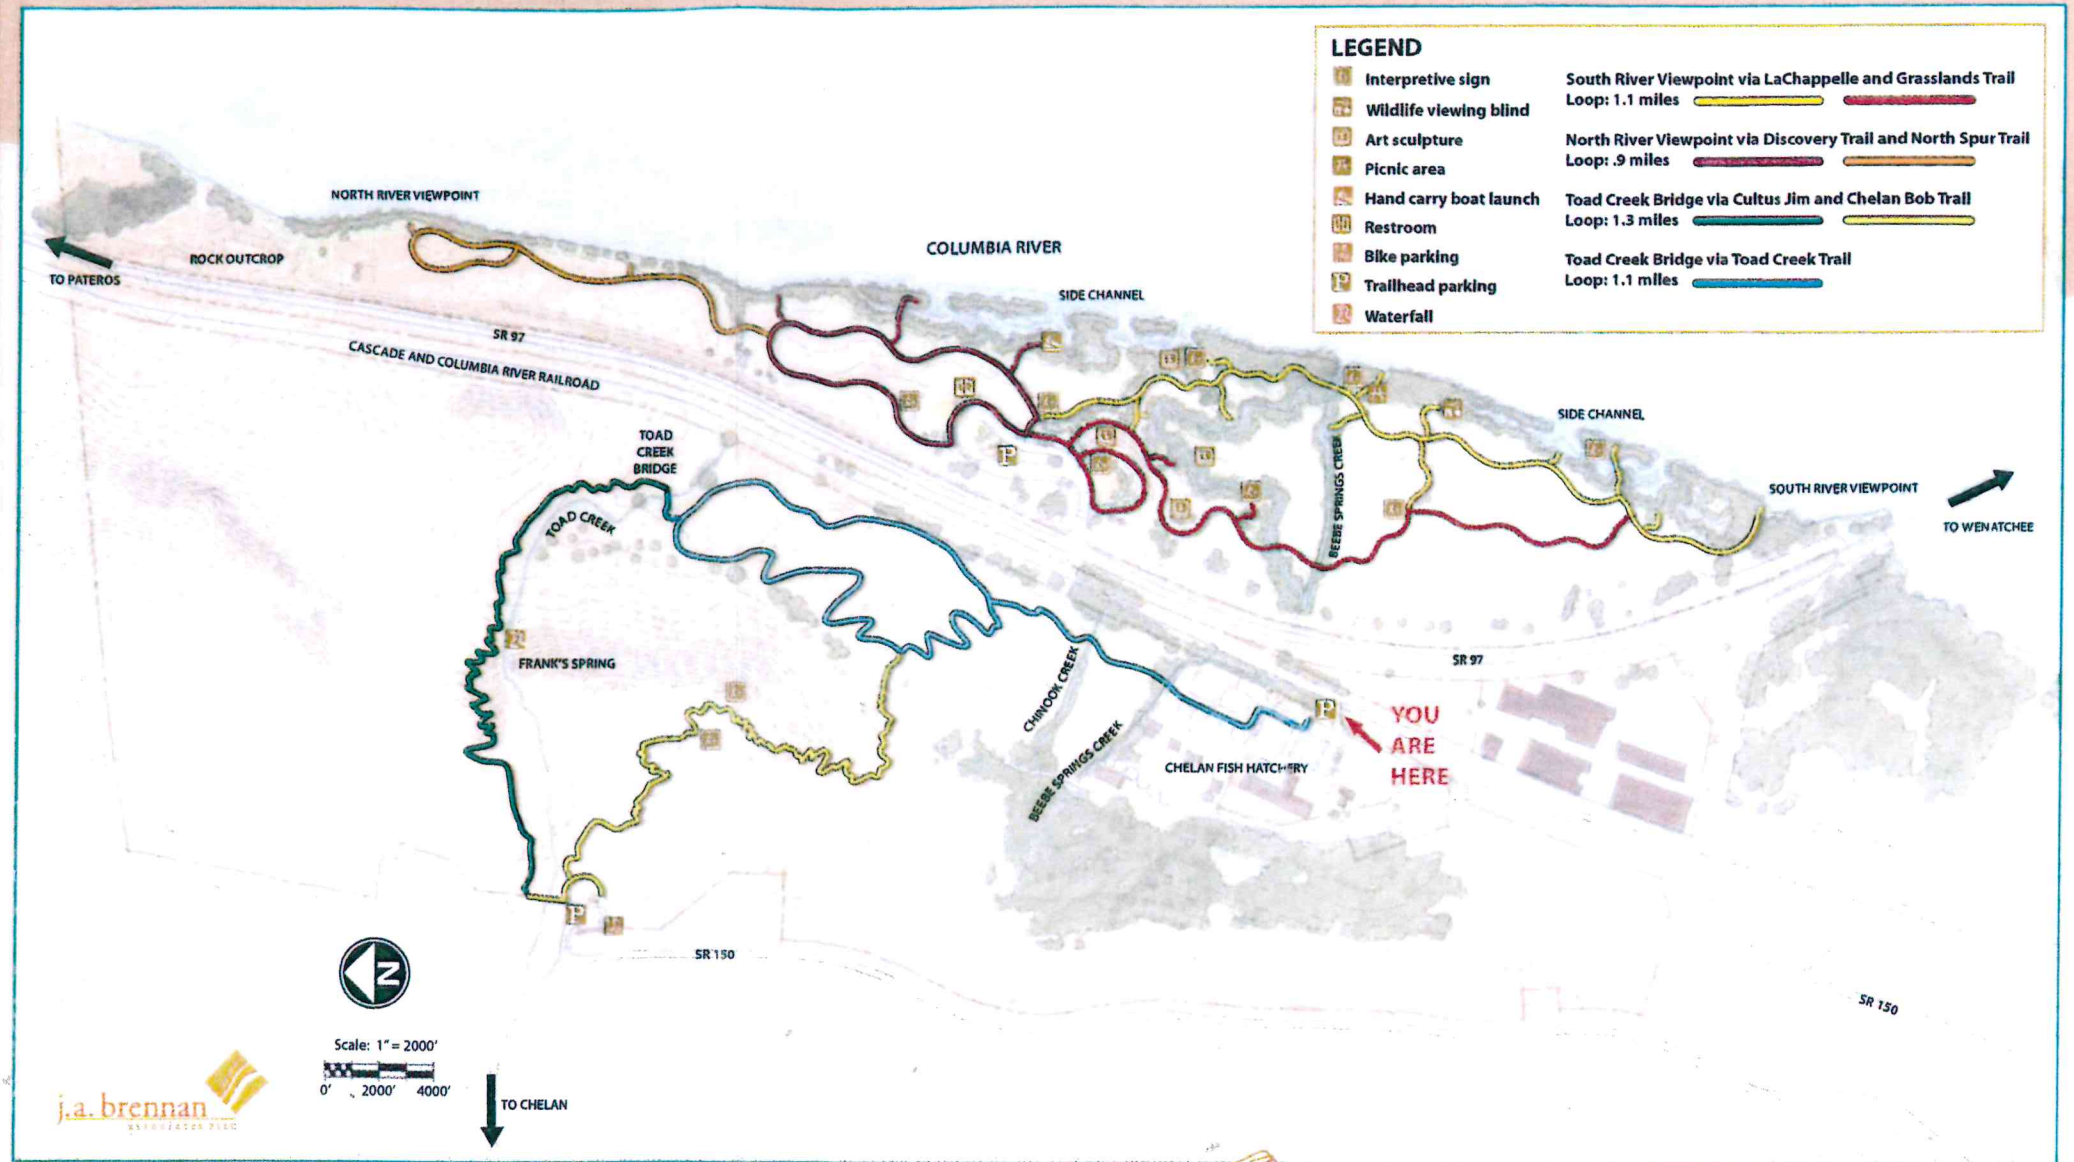 LEGEND
Interpretive sign
Wildlife viewing blind
Art sculpture
Picnic area
Hand carry boat launch
Restroom
Bike parking
P Trailhead parking
Waterfall
South River Viewpoint via LaChappelle and Grasslands Trail
Loop: 1.1 miles
North River Viewpoint via Discovery Trail and North Spur Trail
Loop: .9 miles
Toad Creek Bridge via Cultus Jim and Chelan Bob Trail
Loop: 1.3 miles
Toad Creek Bridge via Toad Creek Trail
Loop: 1.1 miles
NORTH RIVER VIEWPOINT
ROCK OUTCROP
TO PATEROS
COLUMBIA RIVER
SIDE CHANNEL
SR 97
CASCADE AND COLUMBIA RIVER RAILROAD
SIDE CHANNEL
TOAD
CREEK
BRIDGE
P
SOUTH RIVER VIEWPOINT
TO WENATCHEE
BEEBE SPRINGS CREEK
TOAD CREEK
FRANK'S SPRING
SR 97
CHINOOK CREEK
BEEBE SPRINGS CREEK
P
YOU
ARE
HERE
CHELAN FISH HATCHERY
P
SR 150
SR 150
N
Scale: 1" = 2000'
0' 2000' 4000'
TO CHELAN
j.a. brennan